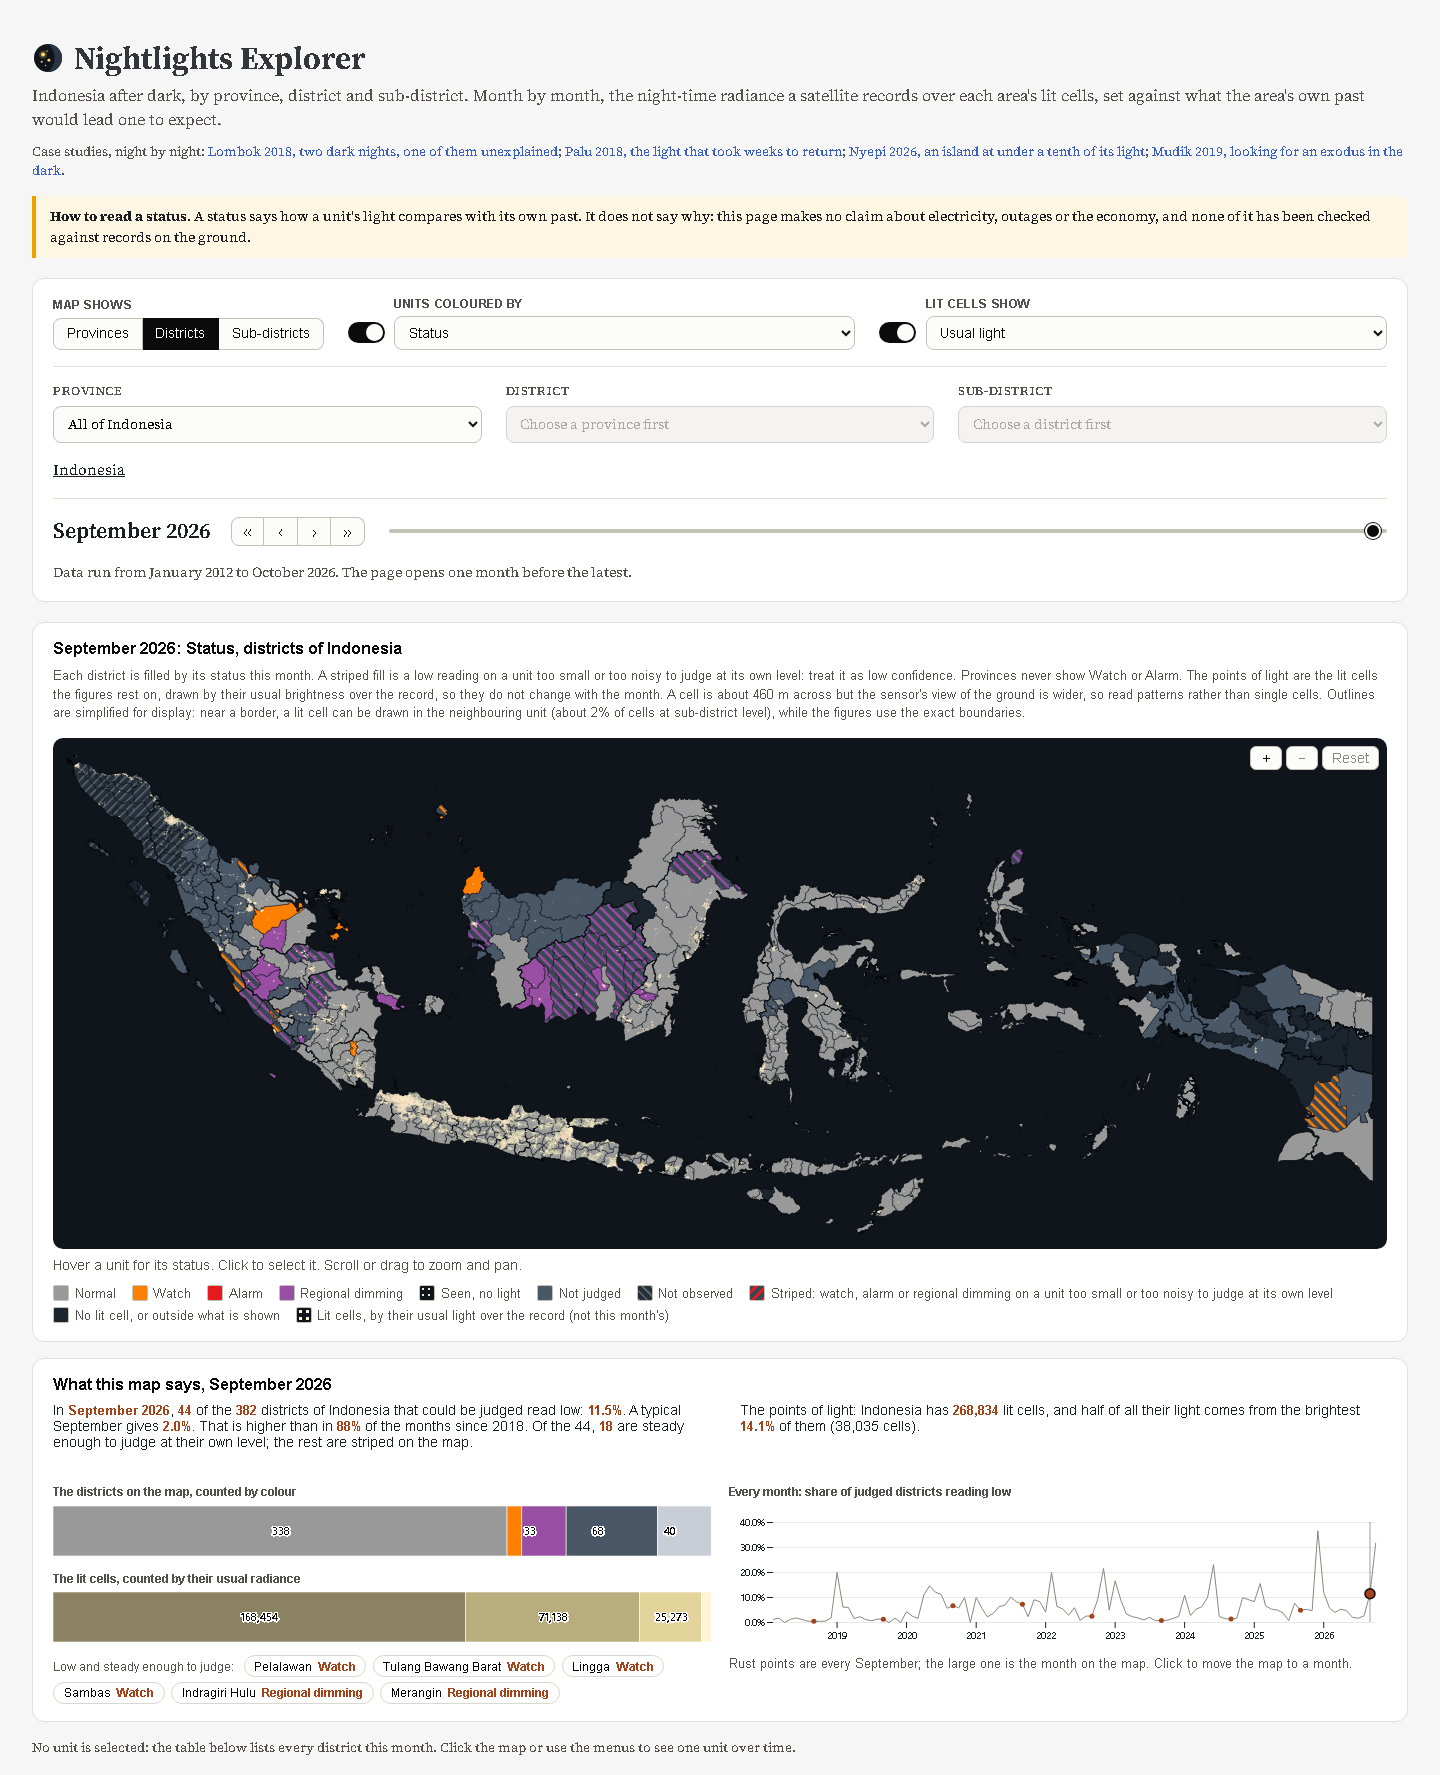 Nightlights Explorer
Indonesia after dark, by province, district and sub-district. Month by month, the night-time radiance a satellite records over each area's lit cells, set against what the area's own past
would lead one to expect.
Case studies, night by night: Lombok 2018, two dark nights, one of them unexplained; Palu 2018, the light that took weeks to return; Nyepi 2026, an island at under a tenth of its light; Mudik 2019, looking for an exodus in the
dark.
How to read a status. A status says how a unit's light compares with its own past. It does not say why: this page makes no claim about electricity, outages or the economy, and none of it has been checked
against records on the ground.
MAP SHOWS
UNITS COLOURED BY
LIT CELLS SHOW
Provinces Districts Sub-districts
Status
Usual light
PROVINCE
DISTRICT
SUB-DISTRICT
All of Indonesia
Choose a province first
Choose a district first
Indonesia
September 2026 « ‹ › »
Data run from January 2012 to October 2026. The page opens one month before the latest.
September 2026: Status, districts of Indonesia
Each district is filled by its status this month. A striped fill is a low reading on a unit too small or too noisy to judge at its own level: treat it as low confidence. Provinces never show Watch or Alarm. The points of light are the lit cells
the figures rest on, drawn by their usual brightness over the record, so they do not change with the month. A cell is about 460 m across but the sensor's view of the ground is wider, so read patterns rather than single cells. Outlines
are simplified for display: near a border, a lit cell can be drawn in the neighbouring unit (about 2% of cells at sub-district level), while the figures use the exact boundaries.
+ − Reset
Hover a unit for its status. Click to select it. Scroll or drag to zoom and pan.
Normal Watch Alarm Regional dimming Seen, no light Not judged Not observed Striped: watch, alarm or regional dimming on a unit too small or too noisy to judge at its own level
No lit cell, or outside what is shown Lit cells, by their usual light over the record (not this month's)
What this map says, September 2026
In September 2026, 44 of the 382 districts of Indonesia that could be judged read low: 11.5%. A typical
September gives 2.0%. That is higher than in 88% of the months since 2018. Of the 44, 18 are steady
enough to judge at their own level; the rest are striped on the map.
The points of light: Indonesia has 268,834 lit cells, and half of all their light comes from the brightest
14.1% of them (38,035 cells).
The districts on the map, counted by colour
338 33 68 40
The lit cells, counted by their usual radiance
168,454 71,138 25,273
Low and steady enough to judge: Pelalawan Watch Tulang Bawang Barat Watch Lingga Watch
Sambas Watch Indragiri Hulu Regional dimming Merangin Regional dimming
Every month: share of judged districts reading low
40.0%
30.0%
20.0%
10.0%
0.0%
2019 2020 2021 2022 2023 2024 2025 2026
Rust points are every September; the large one is the month on the map. Click to move the map to a month.
No unit is selected: the table below lists every district this month. Click the map or use the menus to see one unit over time.